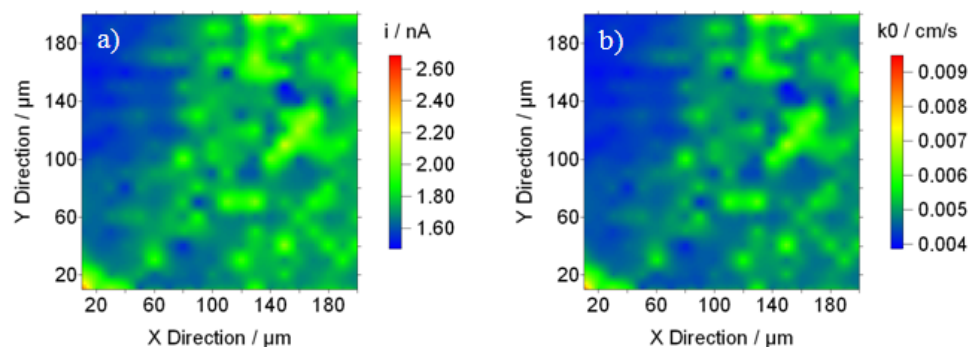 a)
i / nA
2.60
2.40
2.20
2.00
1.80
1.60
Y Direction / µm
180
140
100
60
20
20 60 100 140 180
X Direction / µm
b)
k0 / cm/s
0.009
0.008
0.007
0.006
0.005
0.004
Y Direction / µm
180
140
100
60
20
20 60 100 140 180
X Direction / µm